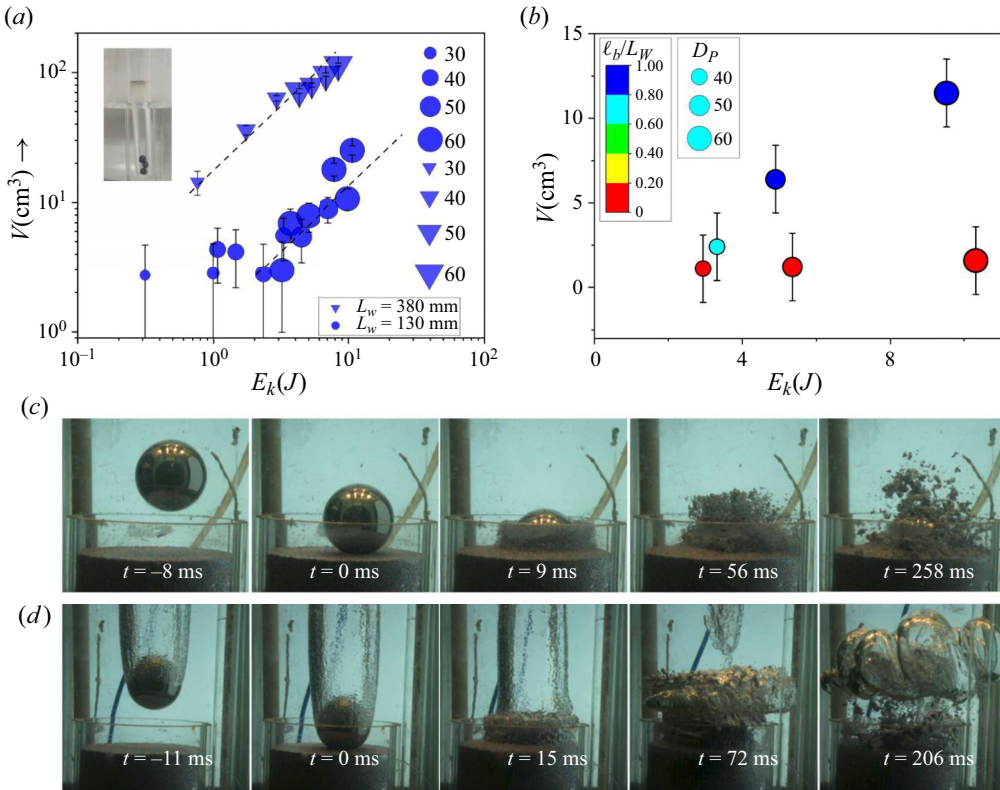 (a)
10²
10¹
10⁰
V(cm³) →
10⁻¹
10⁰
10¹
10²
Eₖ(J)
30
40
50
60
30
40
50
60
L_w = 380 mm
L_w = 130 mm
(b)
15
10
5
0
V(cm³)
0
4
8
Eₖ(J)
ℓ_b/L_W
1.00
0.80
0.60
0.40
0.20
0
D_P
40
50
60
(c)
t = –8 ms
t = 0 ms
t = 9 ms
t = 56 ms
t = 258 ms
(d)
t = –11 ms
t = 0 ms
t = 15 ms
t = 72 ms
t = 206 ms